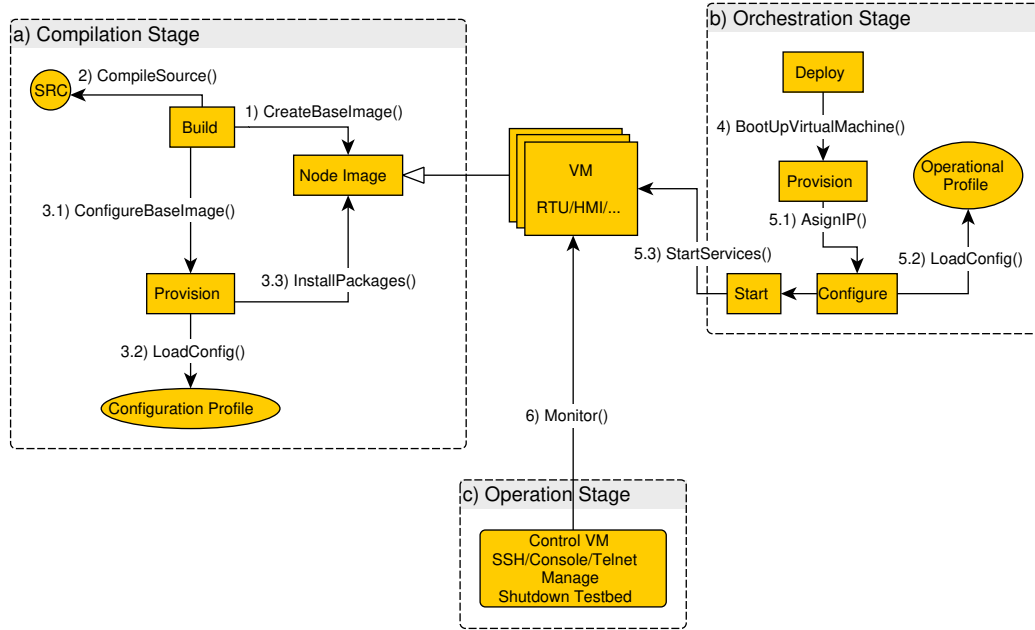 a) Compilation Stage
2) CompileSource()
SRC
Build
1) CreateBaseImage()
Node Image
3.1) ConfigureBaseImage()
3.3) InstallPackages()
Provision
3.2) LoadConfig()
Configuration Profile
VM
RTU/HMI/...
b) Orchestration Stage
Deploy
4) BootUpVirtualMachine()
Provision
Operational
Profile
5.1) AsignIP()
5.3) StartServices()
5.2) LoadConfig()
Start
Configure
6) Monitor()
c) Operation Stage
Control VM
SSH/Console/Telnet
Manage
Shutdown Testbed